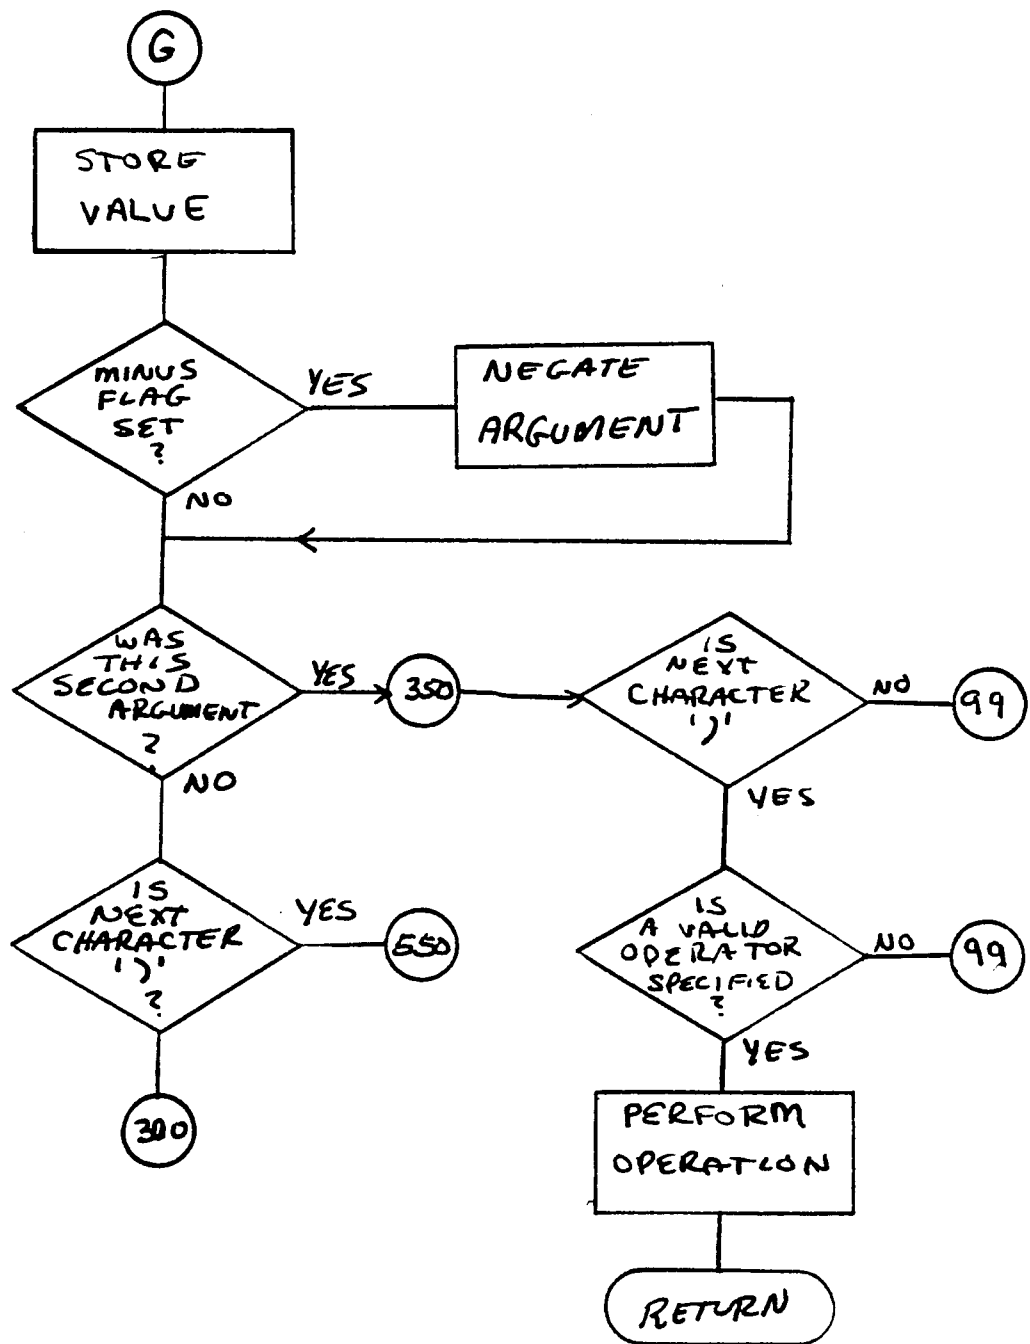 G
STORE
VALUE
MINUS
FLAG
SET
?
YES
NEGATE
ARGUMENT
NO
WAS
THIS
SECOND
ARGUMENT
?
YES
350
IS
NEXT
CHARACTER
')'
NO
99
NO
YES
IS
NEXT
CHARACTER
')'
?
YES
550
IS
A VALID
OPERATOR
SPECIFIED
?
NO
99
YES
300
PERFORM
OPERATION
RETURN